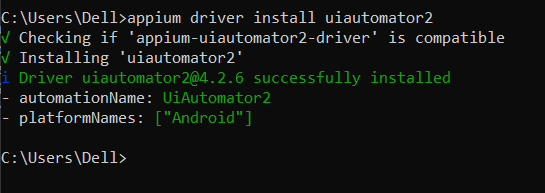 C:\Users\Dell>appium driver install uiautomator2
√ Checking if 'appium-uiautomator2-driver' is compatible
√ Installing 'uiautomator2'
i Driver uiautomator2@4.2.6 successfully installed
- automationName: UiAutomator2
- platformNames: ["Android"]
C:\Users\Dell>